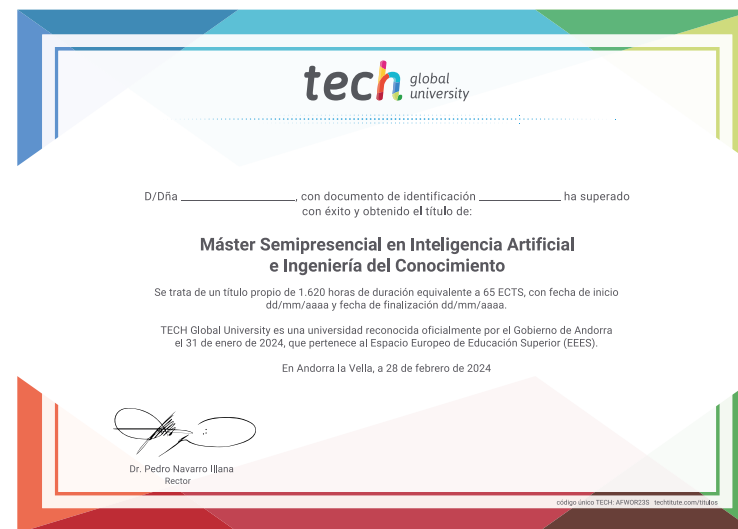 tech global
university
D/Dña ____________________, con documento de identificación ______________ ha superado
con éxito y obtenido el título de:
Máster Semipresencial en Inteligencia Artificial
e Ingeniería del Conocimiento
Se trata de un título propio de 1.620 horas de duración equivalente a 65 ECTS, con fecha de inicio
dd/mm/aaaa y fecha de finalización dd/mm/aaaa.
TECH Global University es una universidad reconocida oficialmente por el Gobierno de Andorra
el 31 de enero de 2024, que pertenece al Espacio Europeo de Educación Superior (EEES).
En Andorra la Vella, a 28 de febrero de 2024
Dr. Pedro Navarro Illana
Rector
código único TECH: AFWOR23S techtitute.com/titulos